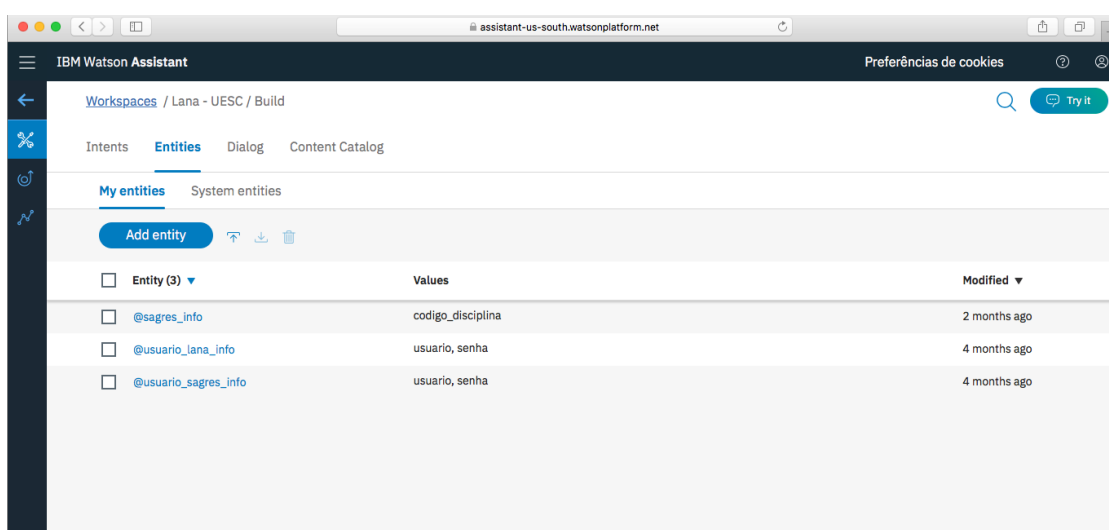 assistant-us-south.watsonplatform.net
IBM Watson Assistant Preferências de cookies
Workspaces / Lana - UESC / Build Try it
Intents Entities Dialog Content Catalog
My entities System entities
Add entity
Entity (3) Values Modified
@sagres_info codigo_disciplina 2 months ago
@usuario_lana_info usuario, senha 4 months ago
@usuario_sagres_info usuario, senha 4 months ago